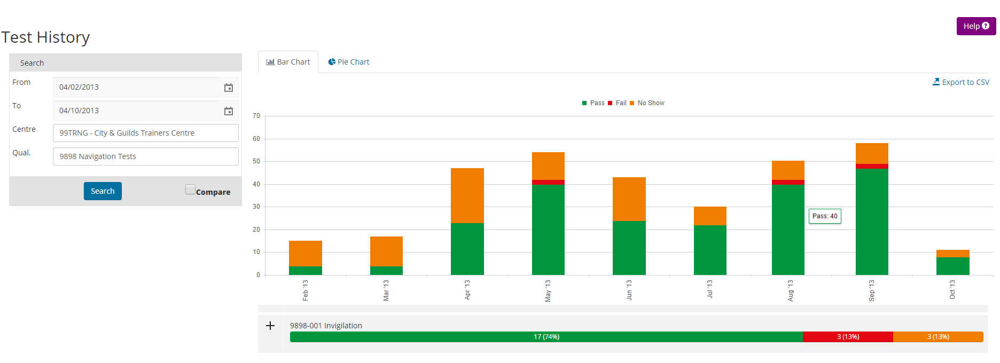 Help
Test History
Search
From
04/02/2013
To
04/10/2013
Centre
99TRNG - City & Guilds Trainers Centre
Qual.
9898 Navigation Tests
Search
Compare
Bar Chart
Pie Chart
Export to CSV
Pass Fail No Show
70
60
50
40
30
20
10
0
Pass: 40
Feb '13
Mar '13
Apr '13
May '13
Jun '13
Jul '13
Aug '13
Sep '13
Oct '13
9898-001 Invigilation
17 (74%) 3 (13%) 3 (13%)